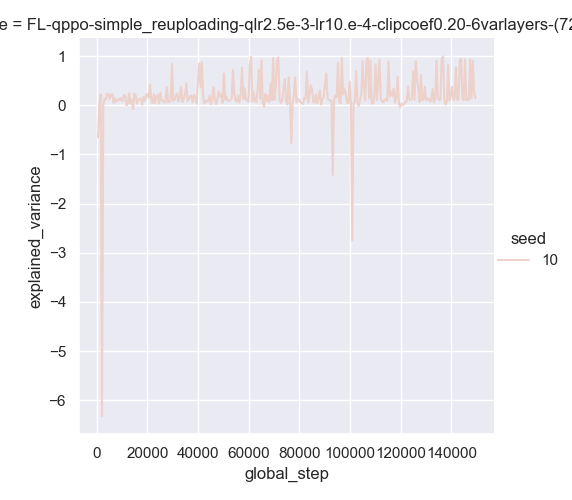 e = FL-qppo-simple_reuploading-qlr2.5e-3-lr10.e-4-clipcoef0.20-6varlayers-(72
1
0
−1
−2
−3
−4
−5
−6
explained_variance
0 20000 40000 60000 80000 100000 120000 140000
global_step
seed
10